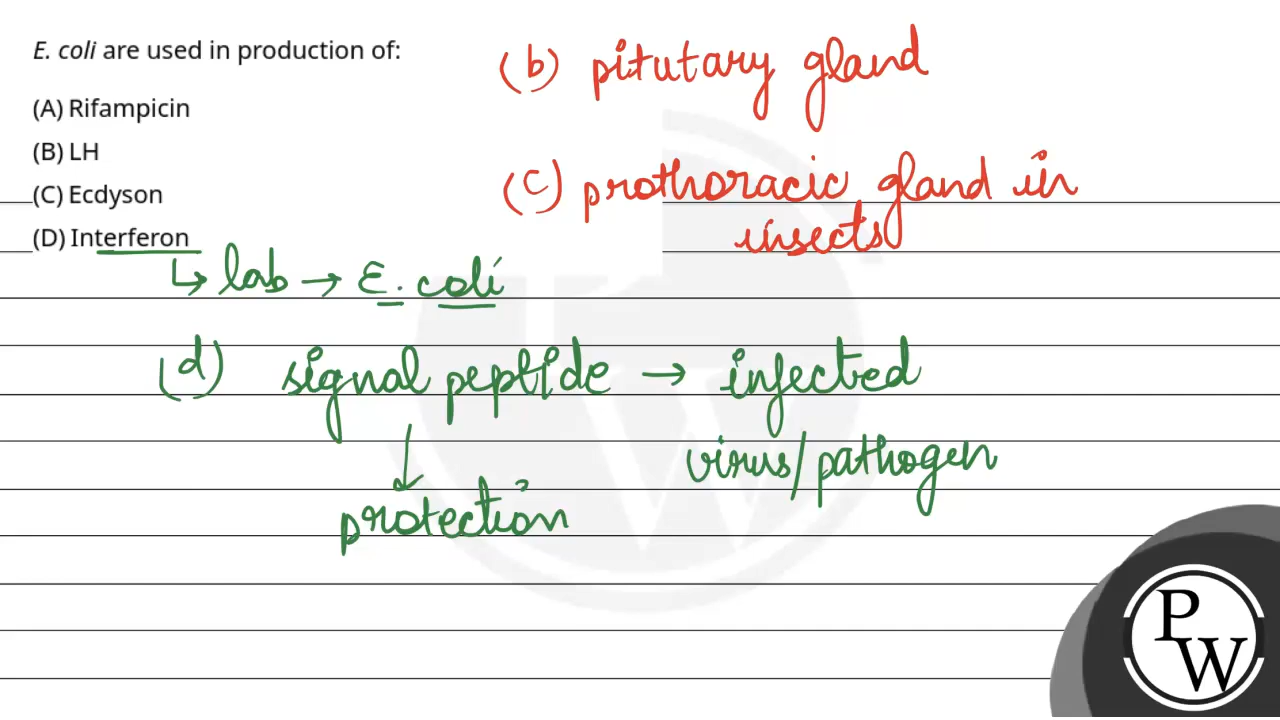 E. coli are used in production of:
(A) Rifampicin
(B) LH
(C) Ecdyson
(D) Interferon
(b) pitutary gland
(c) prothoracic gland in
insects
↳ lab → E. coli
(d) signal peptide → infected
↓ virus/pathogen
protection
P
W